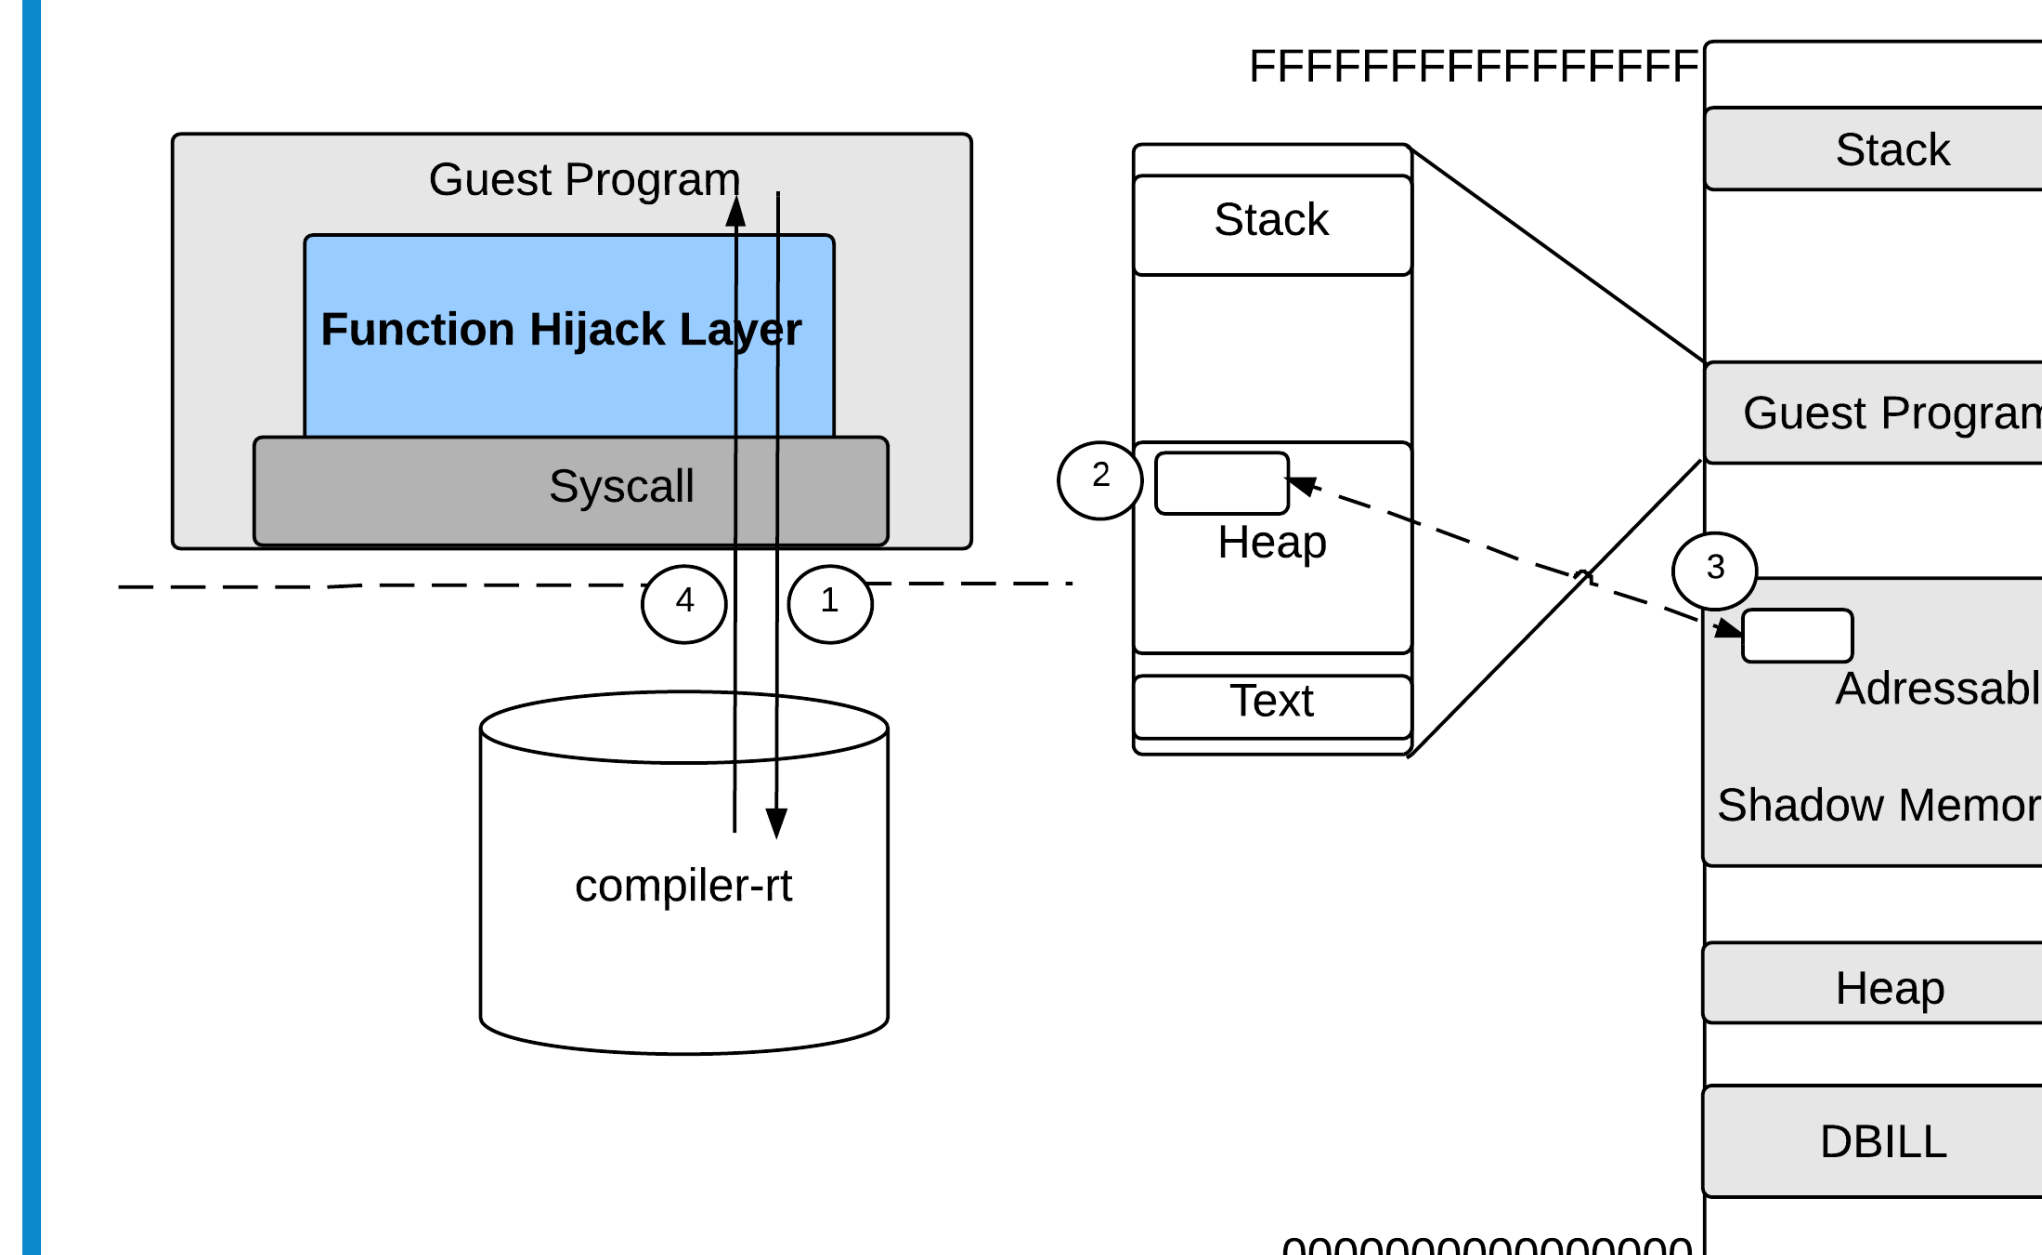 FFFFFFFFFFFFFFFF
Guest Program
Function Hijack Layer
Syscall
4
1
compiler-rt
Stack
2
Heap
Text
Stack
Guest Program
3
Adressabl
Shadow Memor
Heap
DBILL
0000000000000000